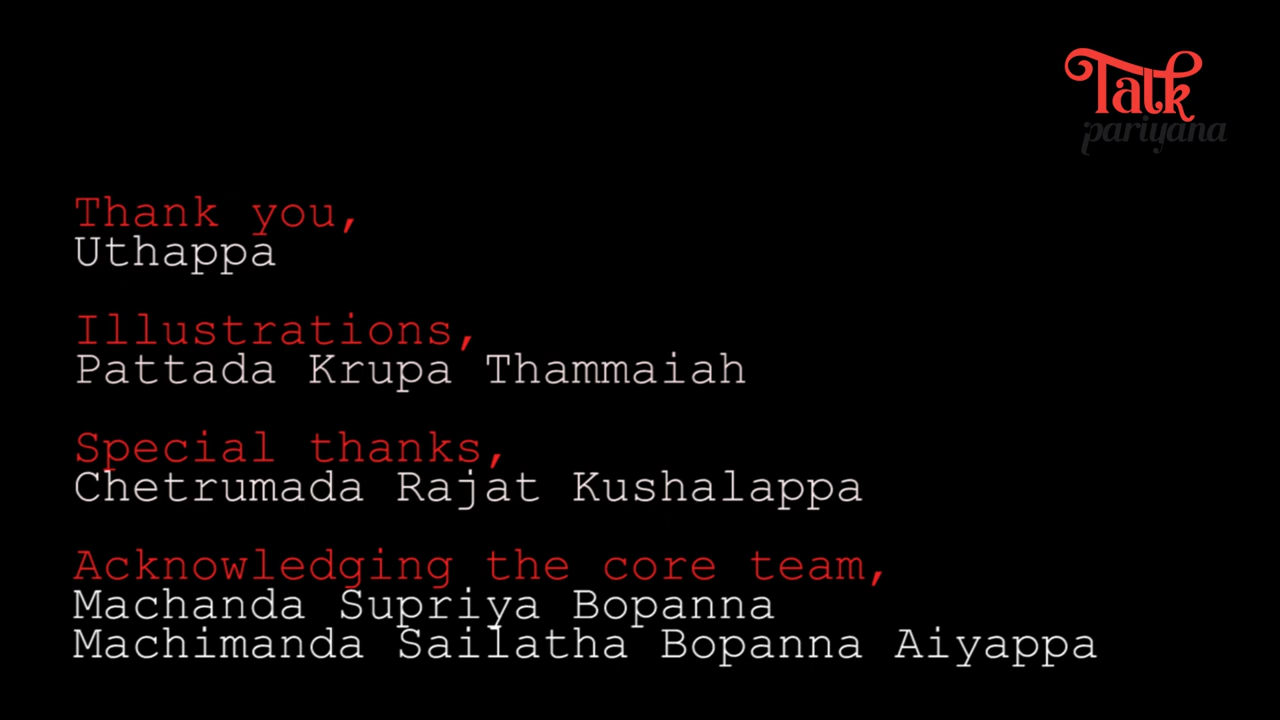 Talk
pariyana
Thank you,
Uthappa
Illustrations,
Pattada Krupa Thammaiah
Special thanks,
Chetrumada Rajat Kushalappa
Acknowledging the core team,
Machanda Supriya Bopanna
Machimanda Sailatha Bopanna Aiyappa